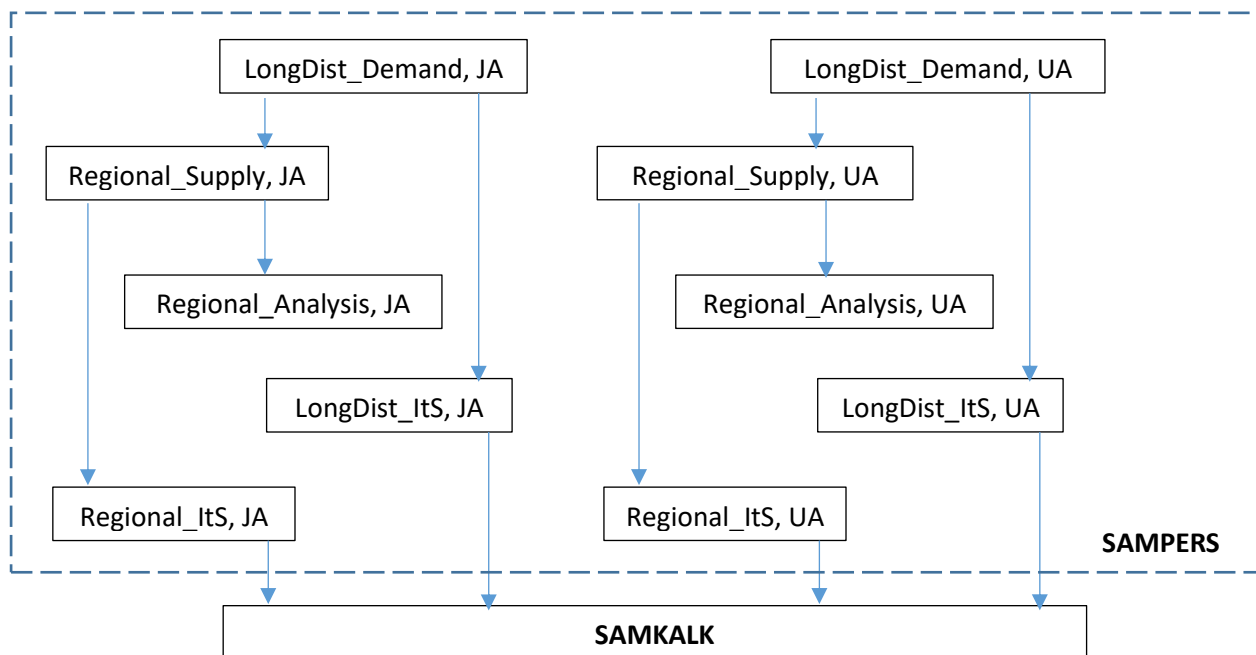 LongDist_Demand, JA
LongDist_Demand, UA
Regional_Supply, JA
Regional_Supply, UA
Regional_Analysis, JA
Regional_Analysis, UA
LongDist_ItS, JA
LongDist_ItS, UA
Regional_ItS, JA
Regional_ItS, UA
SAMPERS
SAMKALK